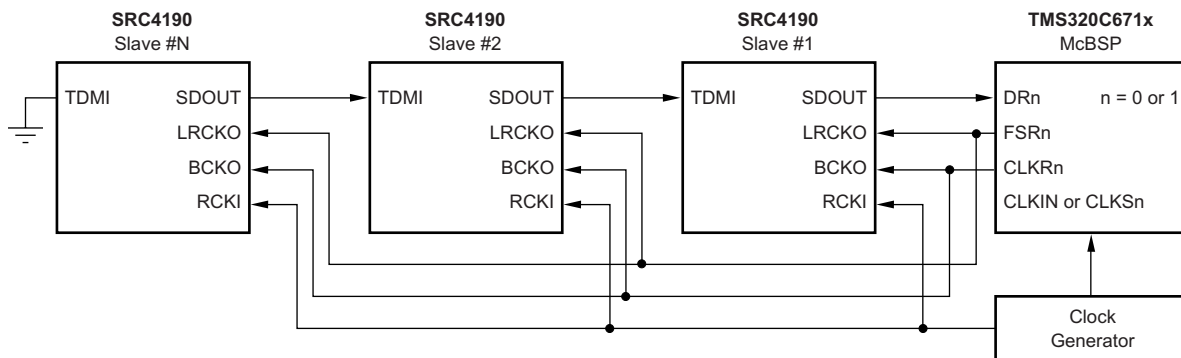 SRC4190
Slave #N
SRC4190
Slave #2
SRC4190
Slave #1
TMS320C671x
McBSP
TDMI
SDOUT
LRCKO
BCKO
RCKI
TDMI
SDOUT
LRCKO
BCKO
RCKI
TDMI
SDOUT
LRCKO
BCKO
RCKI
DRn
n = 0 or 1
FSRn
CLKRn
CLKIN or CLKSn
Clock
Generator